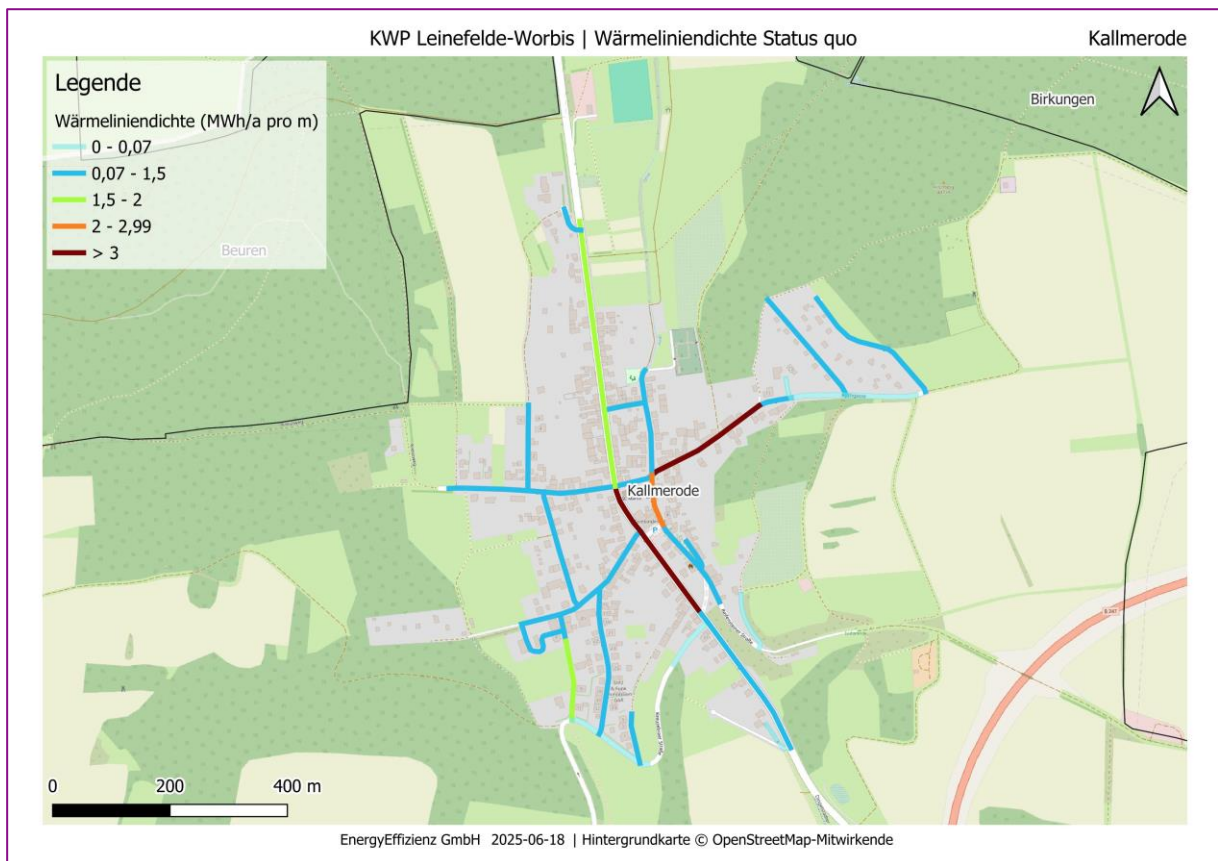 KWP Leinefelde-Worbis | Wärmeliniendichte Status quo
Kallmerode
Legende
Wärmeliniendichte (MWh/a pro m)
0 - 0,07
0,07 - 1,5
1,5 - 2
2 - 2,99
> 3
Birkungen
Beuren
Kallmerode
P
B 247
0 200 400 m
EnergyEffizienz GmbH 2025-06-18 | Hintergrundkarte © OpenStreetMap-Mitwirkende